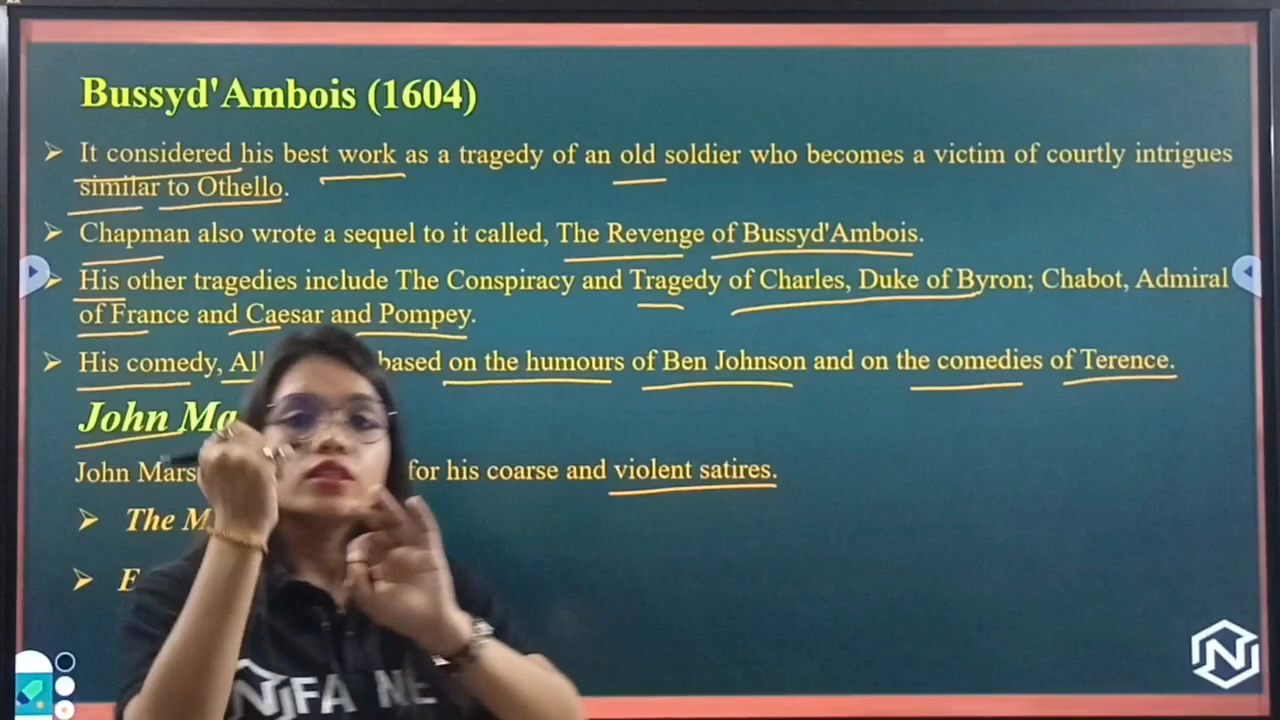 Bussyd'Ambois (1604)
It considered his best work as a tragedy of an old soldier who becomes a victim of courtly intrigues
similar to Othello.
Chapman also wrote a sequel to it called, The Revenge of Bussyd'Ambois.
His other tragedies include The Conspiracy and Tragedy of Charles, Duke of Byron; Chabot, Admiral
of France and Caesar and Pompey.
His comedy, All based on the humours of Ben Johnson and on the comedies of Terence.
John Ma
John Mars for his coarse and violent satires.
The M
E
FA NE